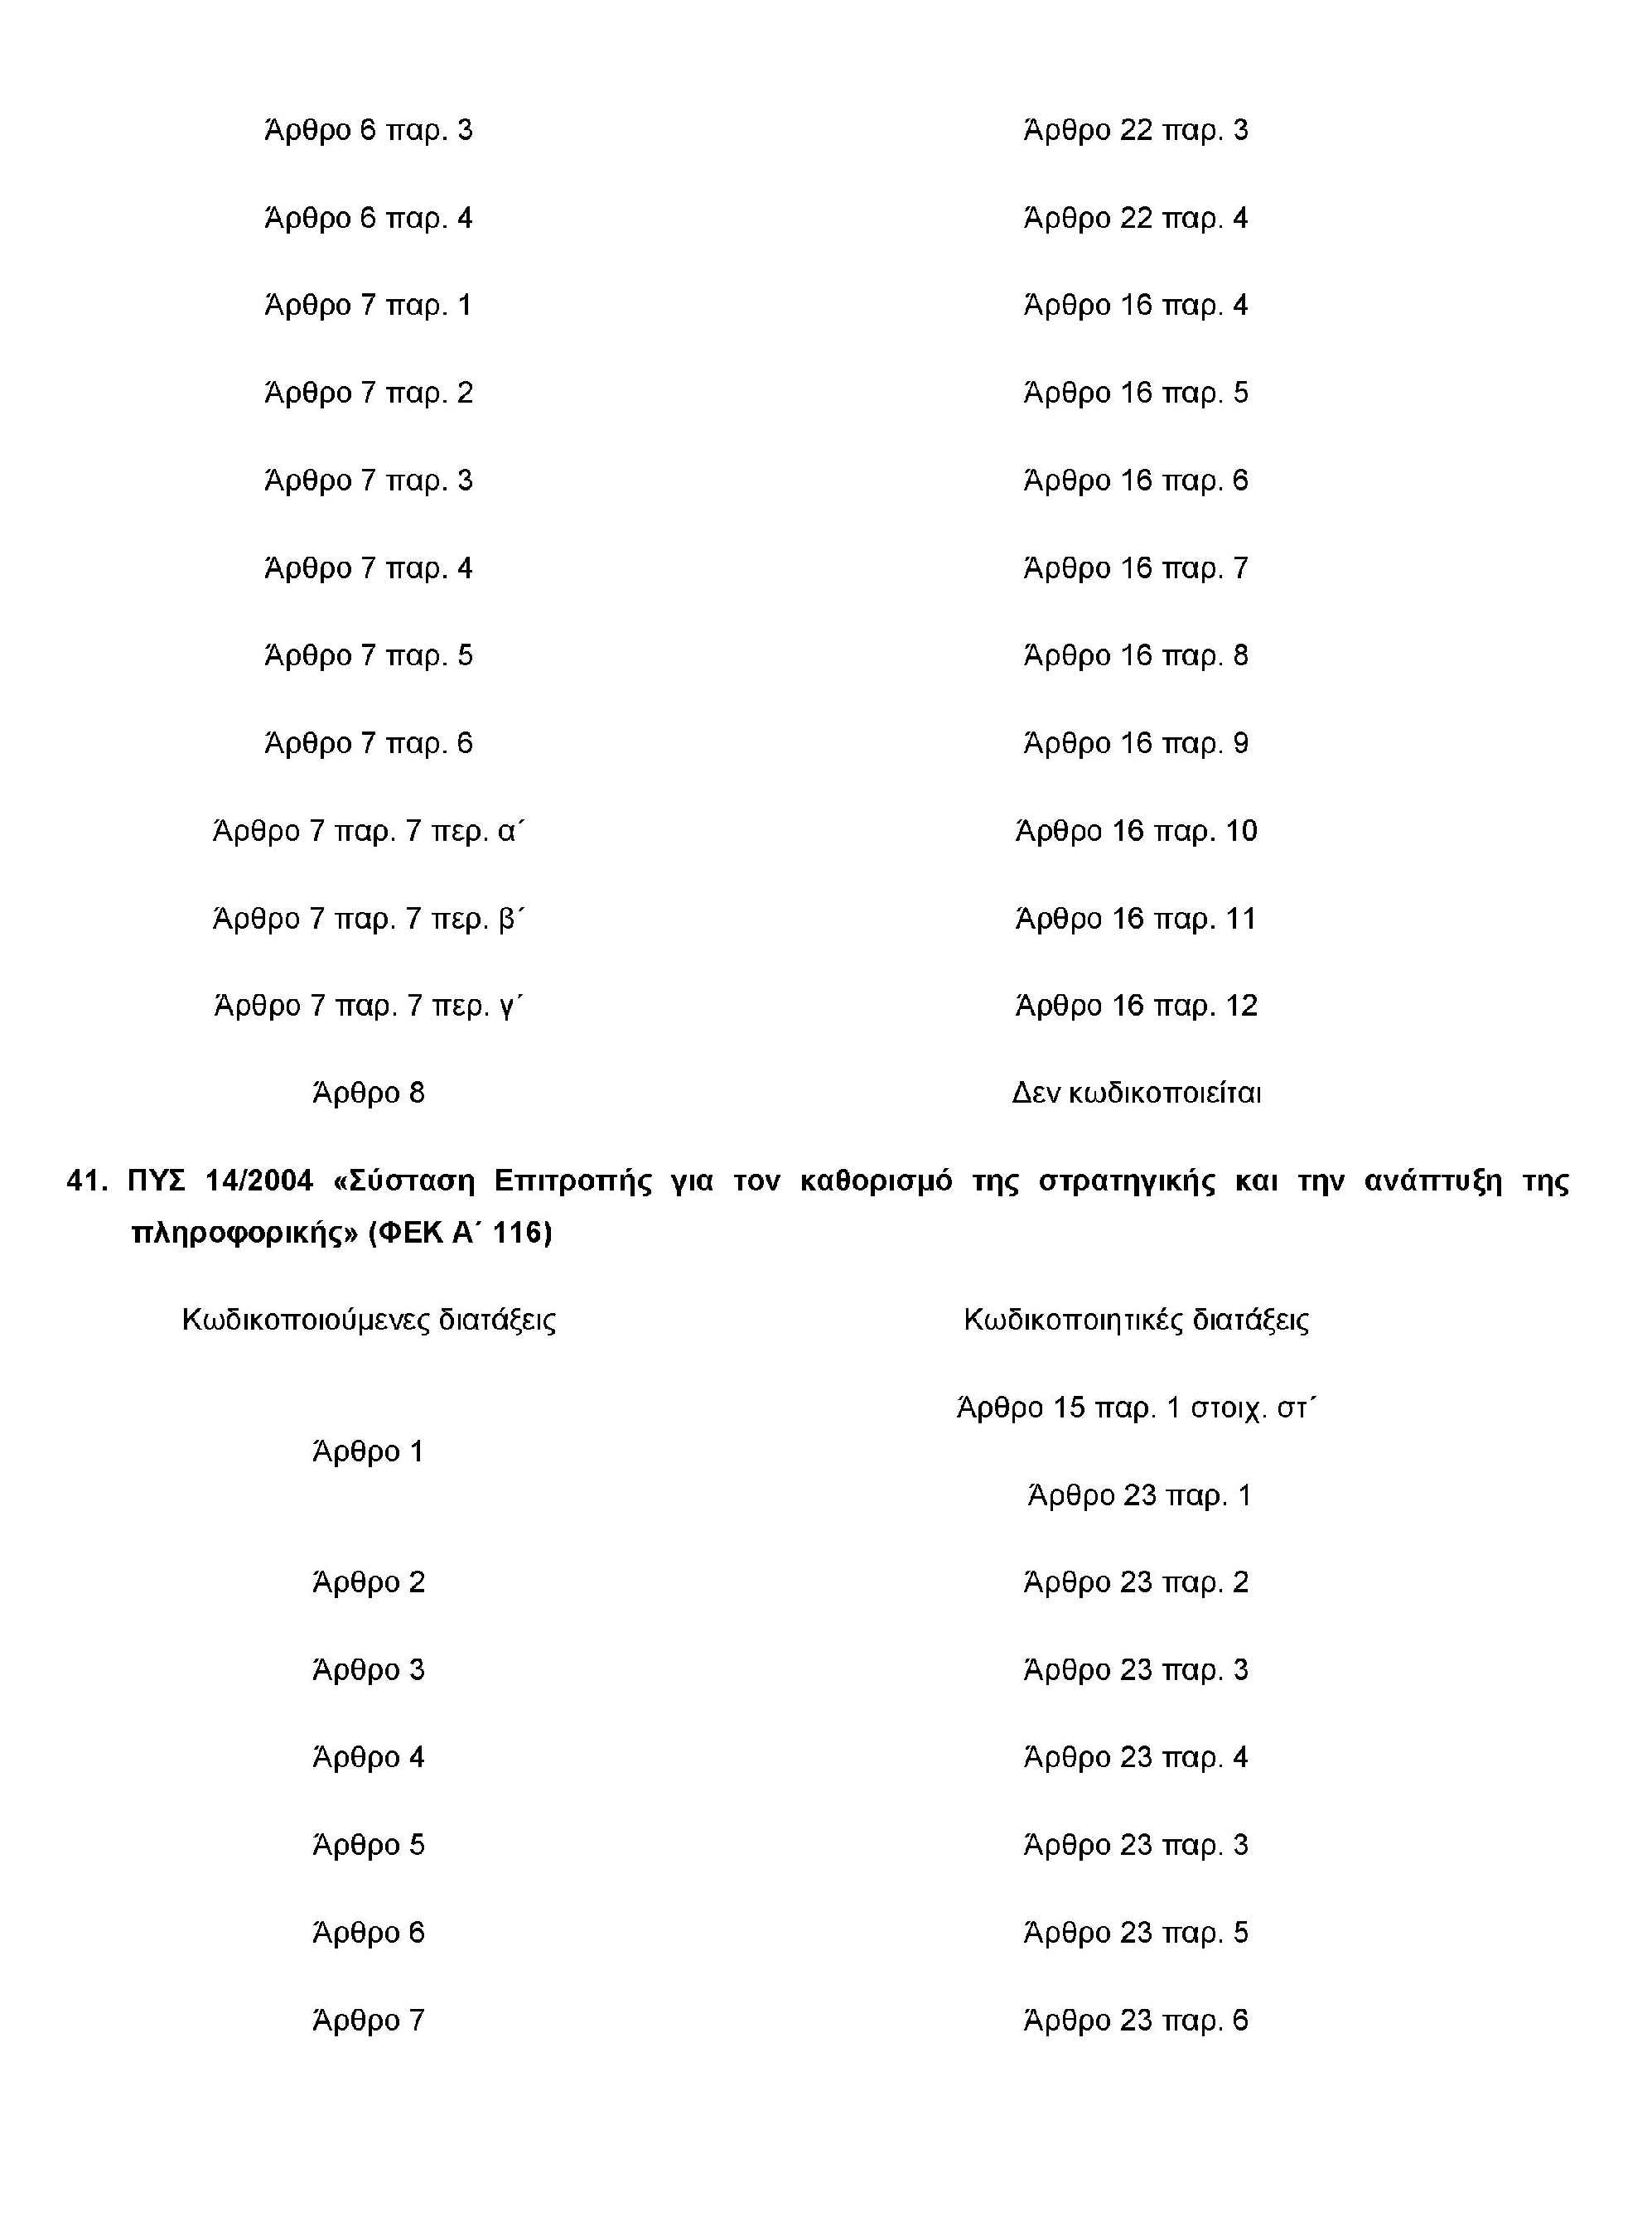 Άρθρο 6 παρ. 3 Άρθρο 22 παρ. 3
Άρθρο 6 παρ. 4 Άρθρο 22 παρ. 4
Άρθρο 7 παρ. 1 Άρθρο 16 παρ. 4
Άρθρο 7 παρ. 2 Άρθρο 16 παρ. 5
Άρθρο 7 παρ. 3 Άρθρο 16 παρ. 6
Άρθρο 7 παρ. 4 Άρθρο 16 παρ. 7
Άρθρο 7 παρ. 5 Άρθρο 16 παρ. 8
Άρθρο 7 παρ. 6 Άρθρο 16 παρ. 9
Άρθρο 7 παρ. 7 περ. α΄ Άρθρο 16 παρ. 10
Άρθρο 7 παρ. 7 περ. β΄ Άρθρο 16 παρ. 11
Άρθρο 7 παρ. 7 περ. γ΄ Άρθρο 16 παρ. 12
Άρθρο 8 Δεν κωδικοποιείται
41. ΠΥΣ 14/2004 «Σύσταση Επιτροπής για τον καθορισμό της στρατηγικής και την ανάπτυξη της
πληροφορικής» (ΦΕΚ Α΄ 116)
Κωδικοποιούμενες διατάξεις Κωδικοποιητικές διατάξεις
Άρθρο 15 παρ. 1 στοιχ. στ΄
Άρθρο 1
Άρθρο 23 παρ. 1
Άρθρο 2 Άρθρο 23 παρ. 2
Άρθρο 3 Άρθρο 23 παρ. 3
Άρθρο 4 Άρθρο 23 παρ. 4
Άρθρο 5 Άρθρο 23 παρ. 3
Άρθρο 6 Άρθρο 23 παρ. 5
Άρθρο 7 Άρθρο 23 παρ. 6